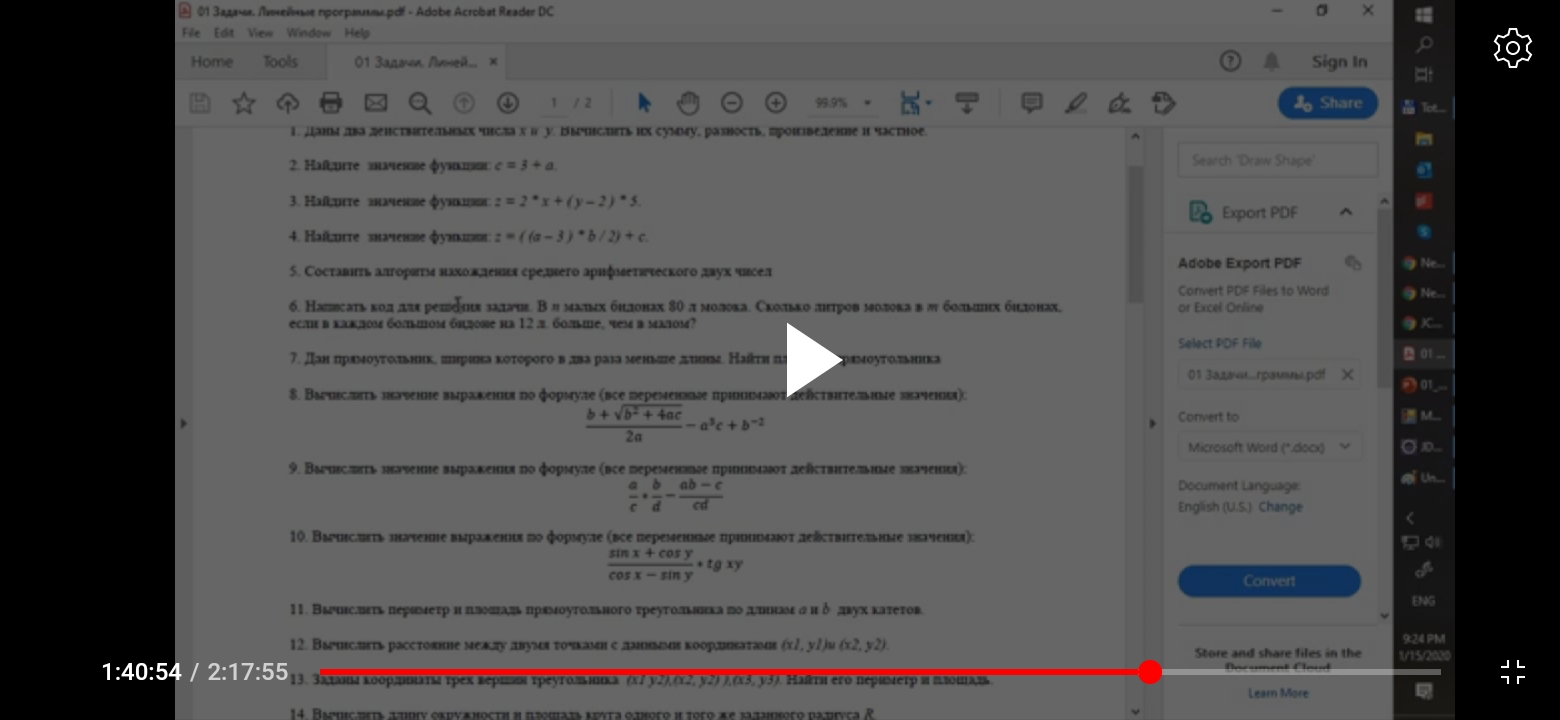 01 Задачи. Линейные программы.pdf - Adobe Acrobat Reader DC
File Edit View Window Help
Home Tools 01 Задачи. Линей... ×
? Sign In
1 / 2 99.9% Share
1. Даны два действительных числа x и y. Вычислить их сумму, разность, произведение и частное.
2. Найдите значение функции: c = 3 + a.
3. Найдите значение функции: z = 2 * x + ( y – 2 ) * 5.
4. Найдите значение функции: z = ( (a – 3 ) * b / 2) + c.
5. Составить алгоритм нахождения среднего арифметического двух чисел
6. Написать код для решения задачи. В n малых бидонах 80 л молока. Сколько литров молока в m больших бидонах,
если в каждом большом бидоне на 12 л. больше, чем в малом?
7. Дан прямоугольник, ширина которого в два раза меньше длины. Найти
8. Вычислить значение выражения по формуле (все переменные принимают действительные значения):
b + √b² + 4ac
2a
− a³c + b⁻²
9. Вычислить значение выражения по формуле (все переменные принимают действительные значения):
a b ab − c
c * d − cd
10. Вычислить значение выражения по формуле (все переменные принимают действительные значения):
sin x + cos y
cos x − sin y
* tg xy
11. Вычислить периметр и площадь прямоугольного треугольника по длинам a и b двух катетов.
12. Вычислить расстояние между двумя точками с данными координатами (x1, y1)и (x2, y2).
13. Заданы координаты трех вершин треугольника (x1 y2),(x2, y2) ),(x3, y3). Найти его периметр и площадь.
14. Вычислить длину окружности и площадь круга одного и того же заданного радиуса R.
Search 'Draw Shape'
Export PDF
Adobe Export PDF
Convert PDF Files to Word
or Excel Online
Select PDF File
01 Задачи...граммы.pdf ×
Convert to
Microsoft Word (*.docx)
Document Language:
English (U.S.) Change
Convert
Store and share files in the
Document Cloud
Learn More
Tot...
Ne...
Ne...
JC...
01 ...
01_...
M...
JD...
Un...
ENG
9:24 PM
1/15/2020
1:40:54 / 2:17:55